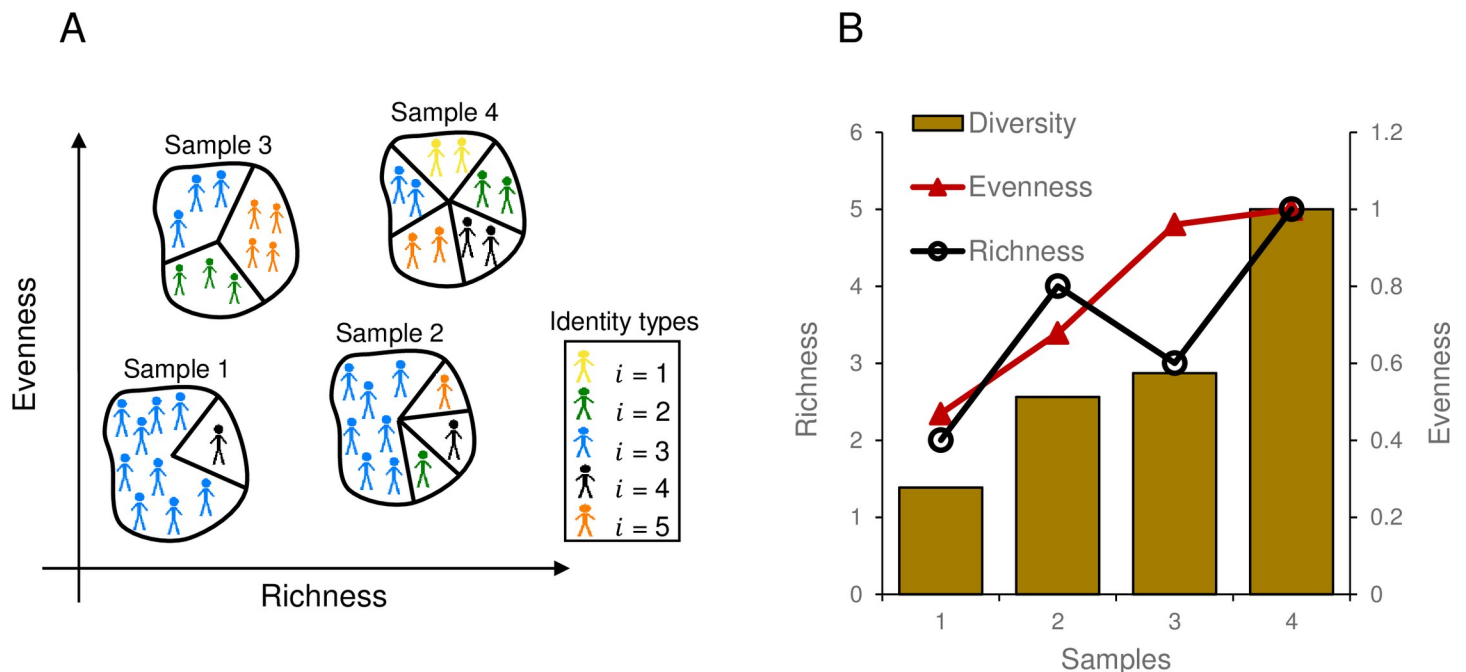 A
Sample 4
Sample 3
Evenness
Sample 2
Sample 1
Identity types
i = 1
i = 2
i = 3
i = 4
i = 5
Richness
B
6
5
4
3
2
1
0
Richness
Diversity
Evenness
Richness
1.2
1
0.8
0.6
0.4
0.2
0
Evenness
1 2 3 4
Samples